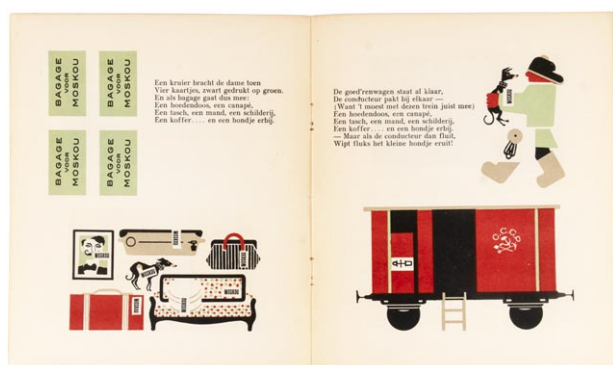 BAGAGE
VOOR
MOSKOU
BAGAGE
VOOR
MOSKOU
BAGAGE
VOOR
MOSKOU
BAGAGE
VOOR
MOSKOU
Een kruier bracht de dame toen
Vier kaartjes, zwart gedrukt op groen.
En als bagage gaat dus mee:
Een hoedendoos, een canapé,
Een tasch, een mand, een schilderij,
Een koffer.... en een hondje erbij.
MOSKOU
MOSKOU
MOSKOU
De goed'renwagen staat al klaar,
De conducteur pakt bij elkaar —
(Want 't moest met dezen trein juist mee)
Een hoedendoos, een canapé,
Een tasch, een mand, een schilderij,
Een koffer.... en een hondje erbij.
— Maar als de conducteur dan fluit,
Wipt fluks het kleine hondje eruit!
C.C.C.P.